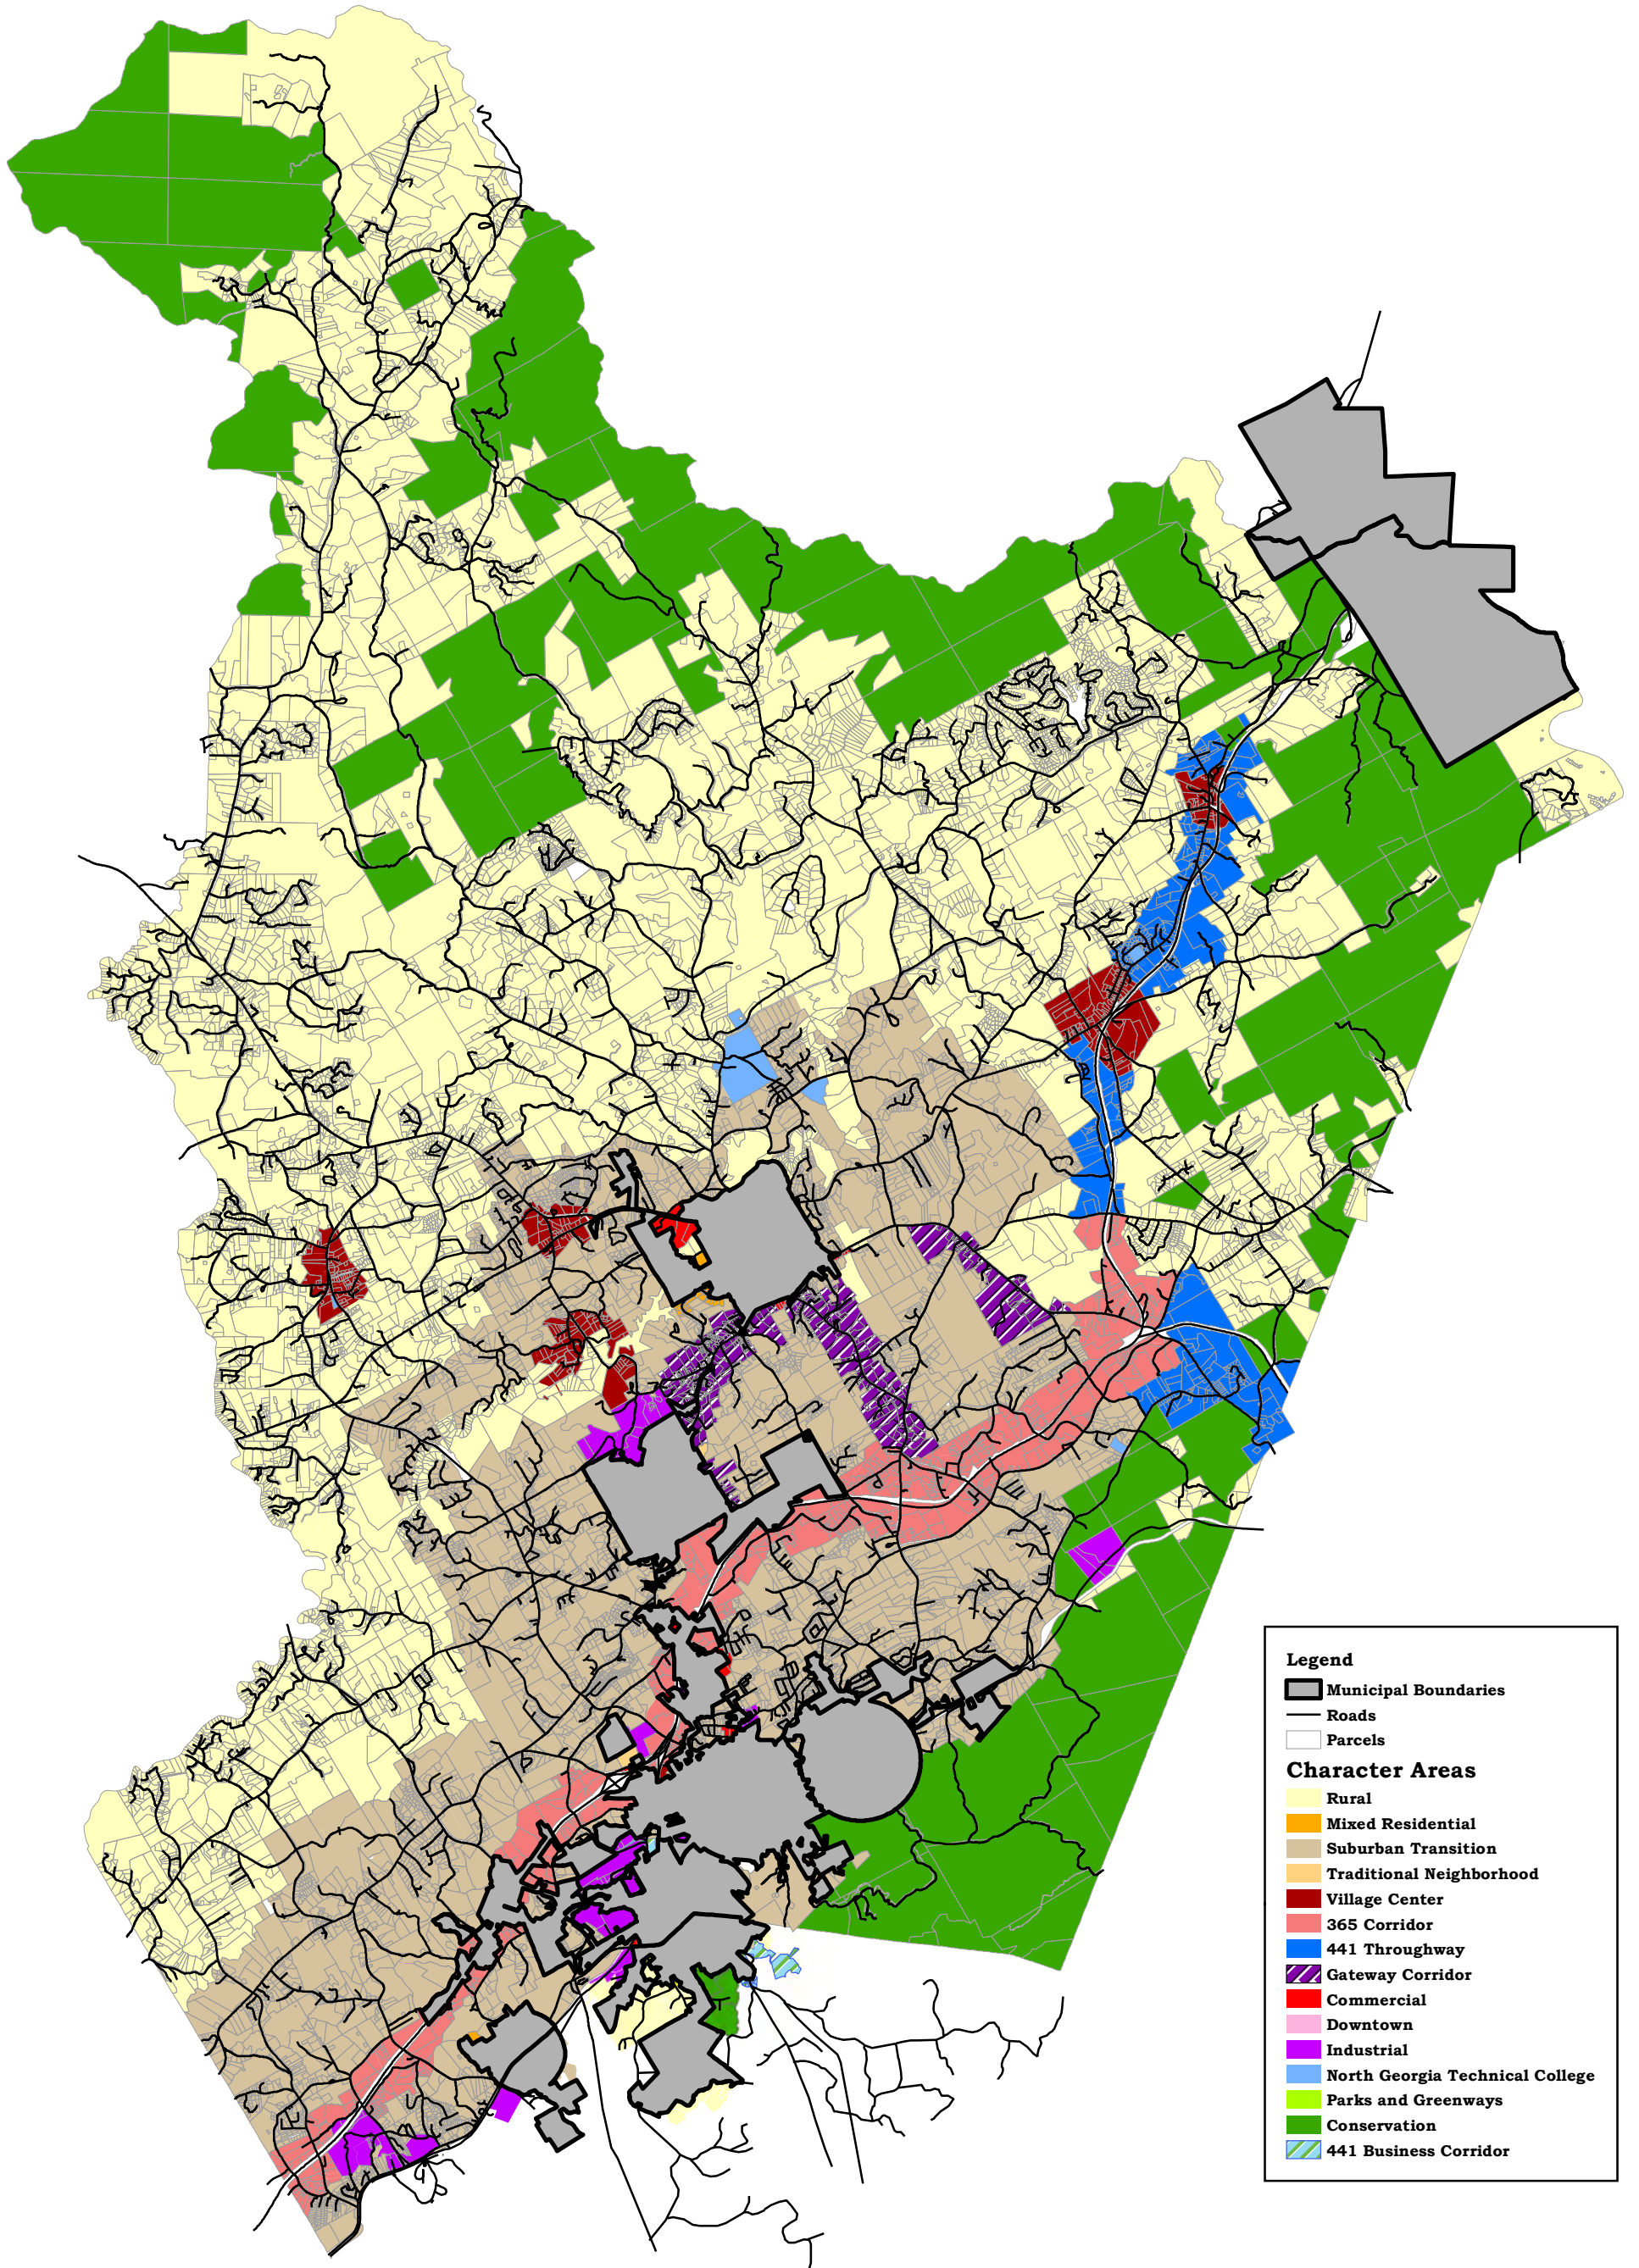 Legend
Municipal Boundaries
Roads
Parcels
Character Areas
Rural
Mixed Residential
Suburban Transition
Traditional Neighborhood
Village Center
365 Corridor
441 Throughway
Gateway Corridor
Commercial
Downtown
Industrial
North Georgia Technical College
Parks and Greenways
Conservation
441 Business Corridor